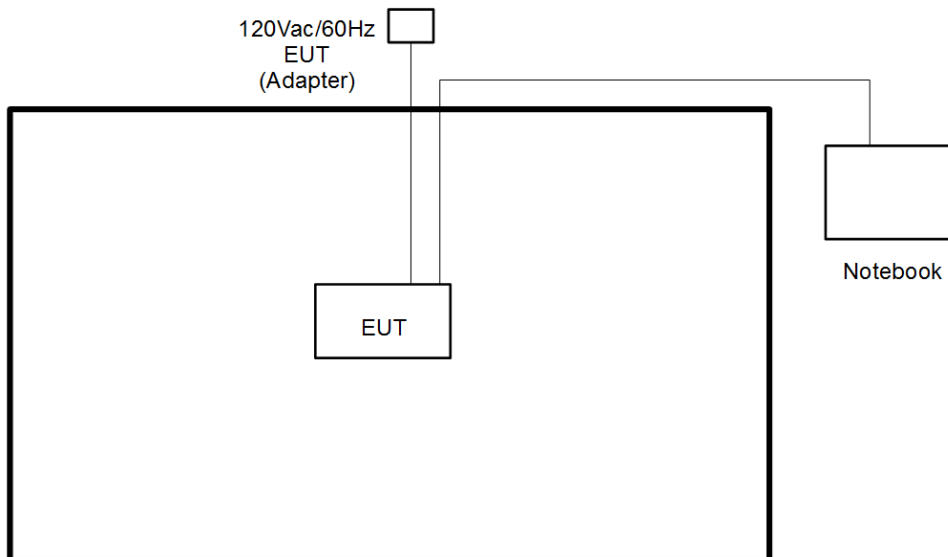 120Vac/60Hz
EUT
(Adapter)
Notebook
EUT